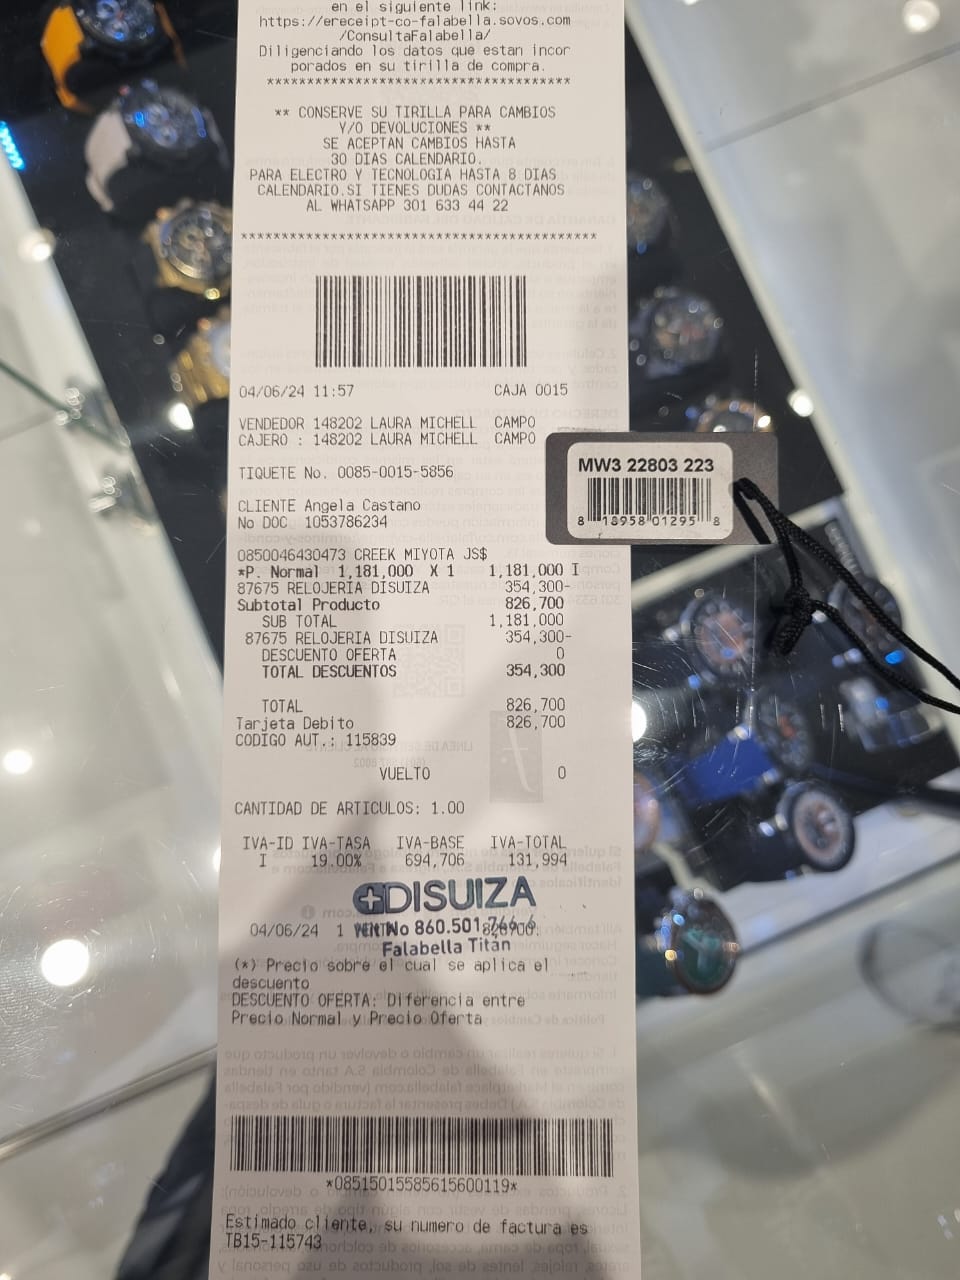 en el siguiente link:
https://ereceipt-co-falabella.sovos.com
/ConsultaFalabella/
Diligenciando los datos que estan incor
porados en su tirilla de compra.
***************************************
** CONSERVE SU TIRILLA PARA CAMBIOS
Y/O DEVOLUCIONES **
SE ACEPTAN CAMBIOS HASTA
30 DIAS CALENDARIO.
PARA ELECTRO Y TECNOLOGIA HASTA 8 DIAS
CALENDARIO.SI TIENES DUDAS CONTACTANOS
AL WHATSAPP 301 633 44 22
***************************************
04/06/24 11:57 CAJA 0015
VENDEDOR 148202 LAURA MICHELL CAMPO
CAJERO : 148202 LAURA MICHELL CAMPO
TIQUETE No. 0085-0015-5856
CLIENTE Angela Castano
No DOC 1053786234
0850046430473 CREEK MIYOTA JS$
*P. Normal 1,181,000 X 1 1,181,000 I
87675 RELOJERIA DISUIZA 354,300-
Subtotal Producto 826,700
SUB TOTAL 1,181,000
87675 RELOJERIA DISUIZA 354,300-
DESCUENTO OFERTA 0
TOTAL DESCUENTOS 354,300
TOTAL 826,700
Tarjeta Debito 826,700
CODIGO AUT.: 115839
VUELTO 0
CANTIDAD DE ARTICULOS: 1.00
IVA-ID IVA-TASA IVA-BASE IVA-TOTAL
I 19.00% 694,706 131,994
DISUIZA
04/06/24 1
Nit No 860.501
Falabella Titán
(*) Precio sobre el cual se aplica el
descuento
DESCUENTO OFERTA: Diferencia entre
Precio Normal y Precio Oferta
*08515015585615600119*
Estimado cliente, su numero de factura es
TB15-115743
MW3 22803 223
8 18958 01295 8